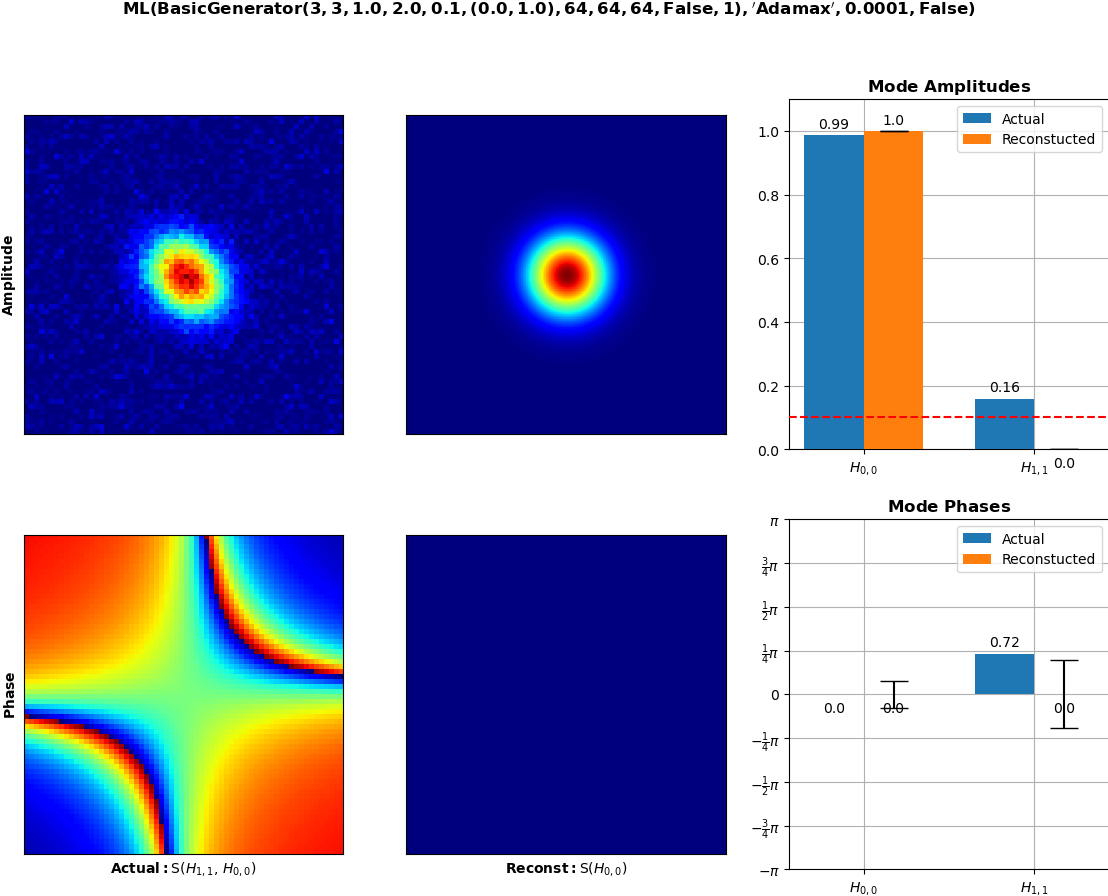 ML(BasicGenerator(3, 3, 1.0, 2.0, 0.1, (0.0, 1.0), 64, 64, 64, False, 1), ′Adamax′, 0.0001, False)
Mode Amplitudes
Amplitude
1.0
0.8
0.6
0.4
0.2
0.0
0.99
1.0
0.16
0.0
Actual
Reconstucted
H0,0
H1,1
Mode Phases
Phase
π
3/4π
1/2π
1/4π
0
−1/4π
−1/2π
−3/4π
−π
0.0
0.0
0.72
0.0
Actual
Reconstucted
H0,0
H1,1
Actual: S(H1,1, H0,0)
Reconst: S(H0,0)